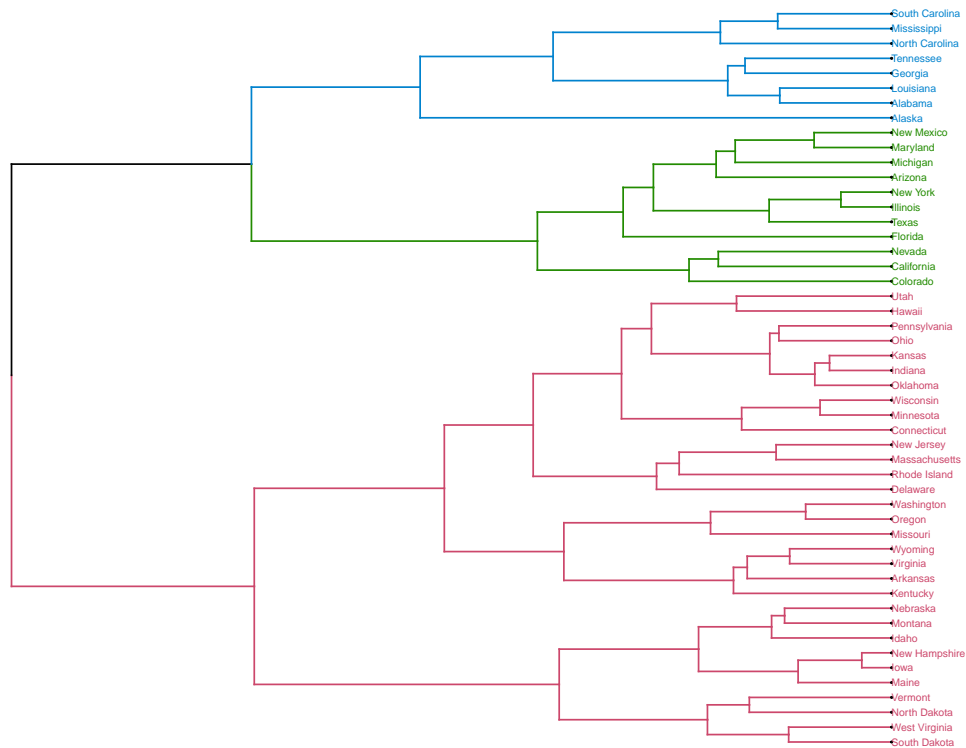 South Carolina
Mississippi
North Carolina
Tennessee
Georgia
Louisiana
Alabama
Alaska
New Mexico
Maryland
Michigan
Arizona
New York
Illinois
Texas
Florida
Nevada
California
Colorado
Utah
Hawaii
Pennsylvania
Ohio
Kansas
Indiana
Oklahoma
Wisconsin
Minnesota
Connecticut
New Jersey
Massachusetts
Rhode Island
Delaware
Washington
Oregon
Missouri
Wyoming
Virginia
Arkansas
Kentucky
Nebraska
Montana
Idaho
New Hampshire
Iowa
Maine
Vermont
North Dakota
West Virginia
South Dakota